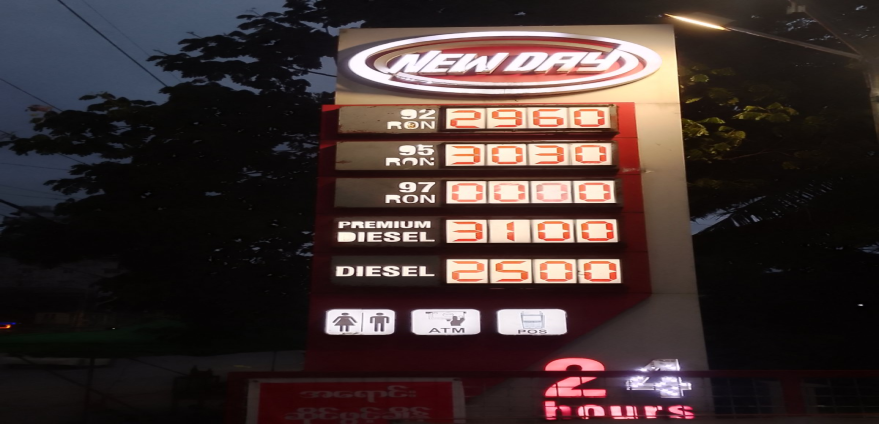 NEW DAY
92 RON 2960
95 RON 3030
97 RON 0000
PREMIUM DIESEL 3100
DIESEL 2500
ATM POS
24
hours